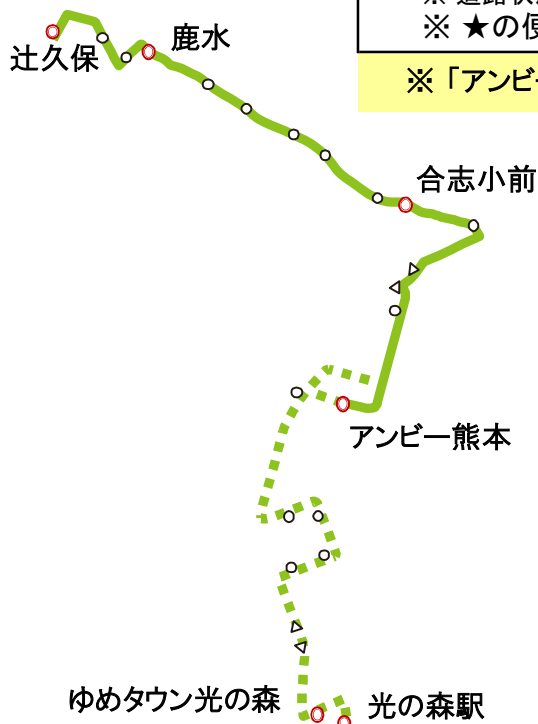 ※ ★の便
※「アンビ
辻久保
鹿水
合志小前
アンビー熊本
ゆめタウン光の森
光の森駅